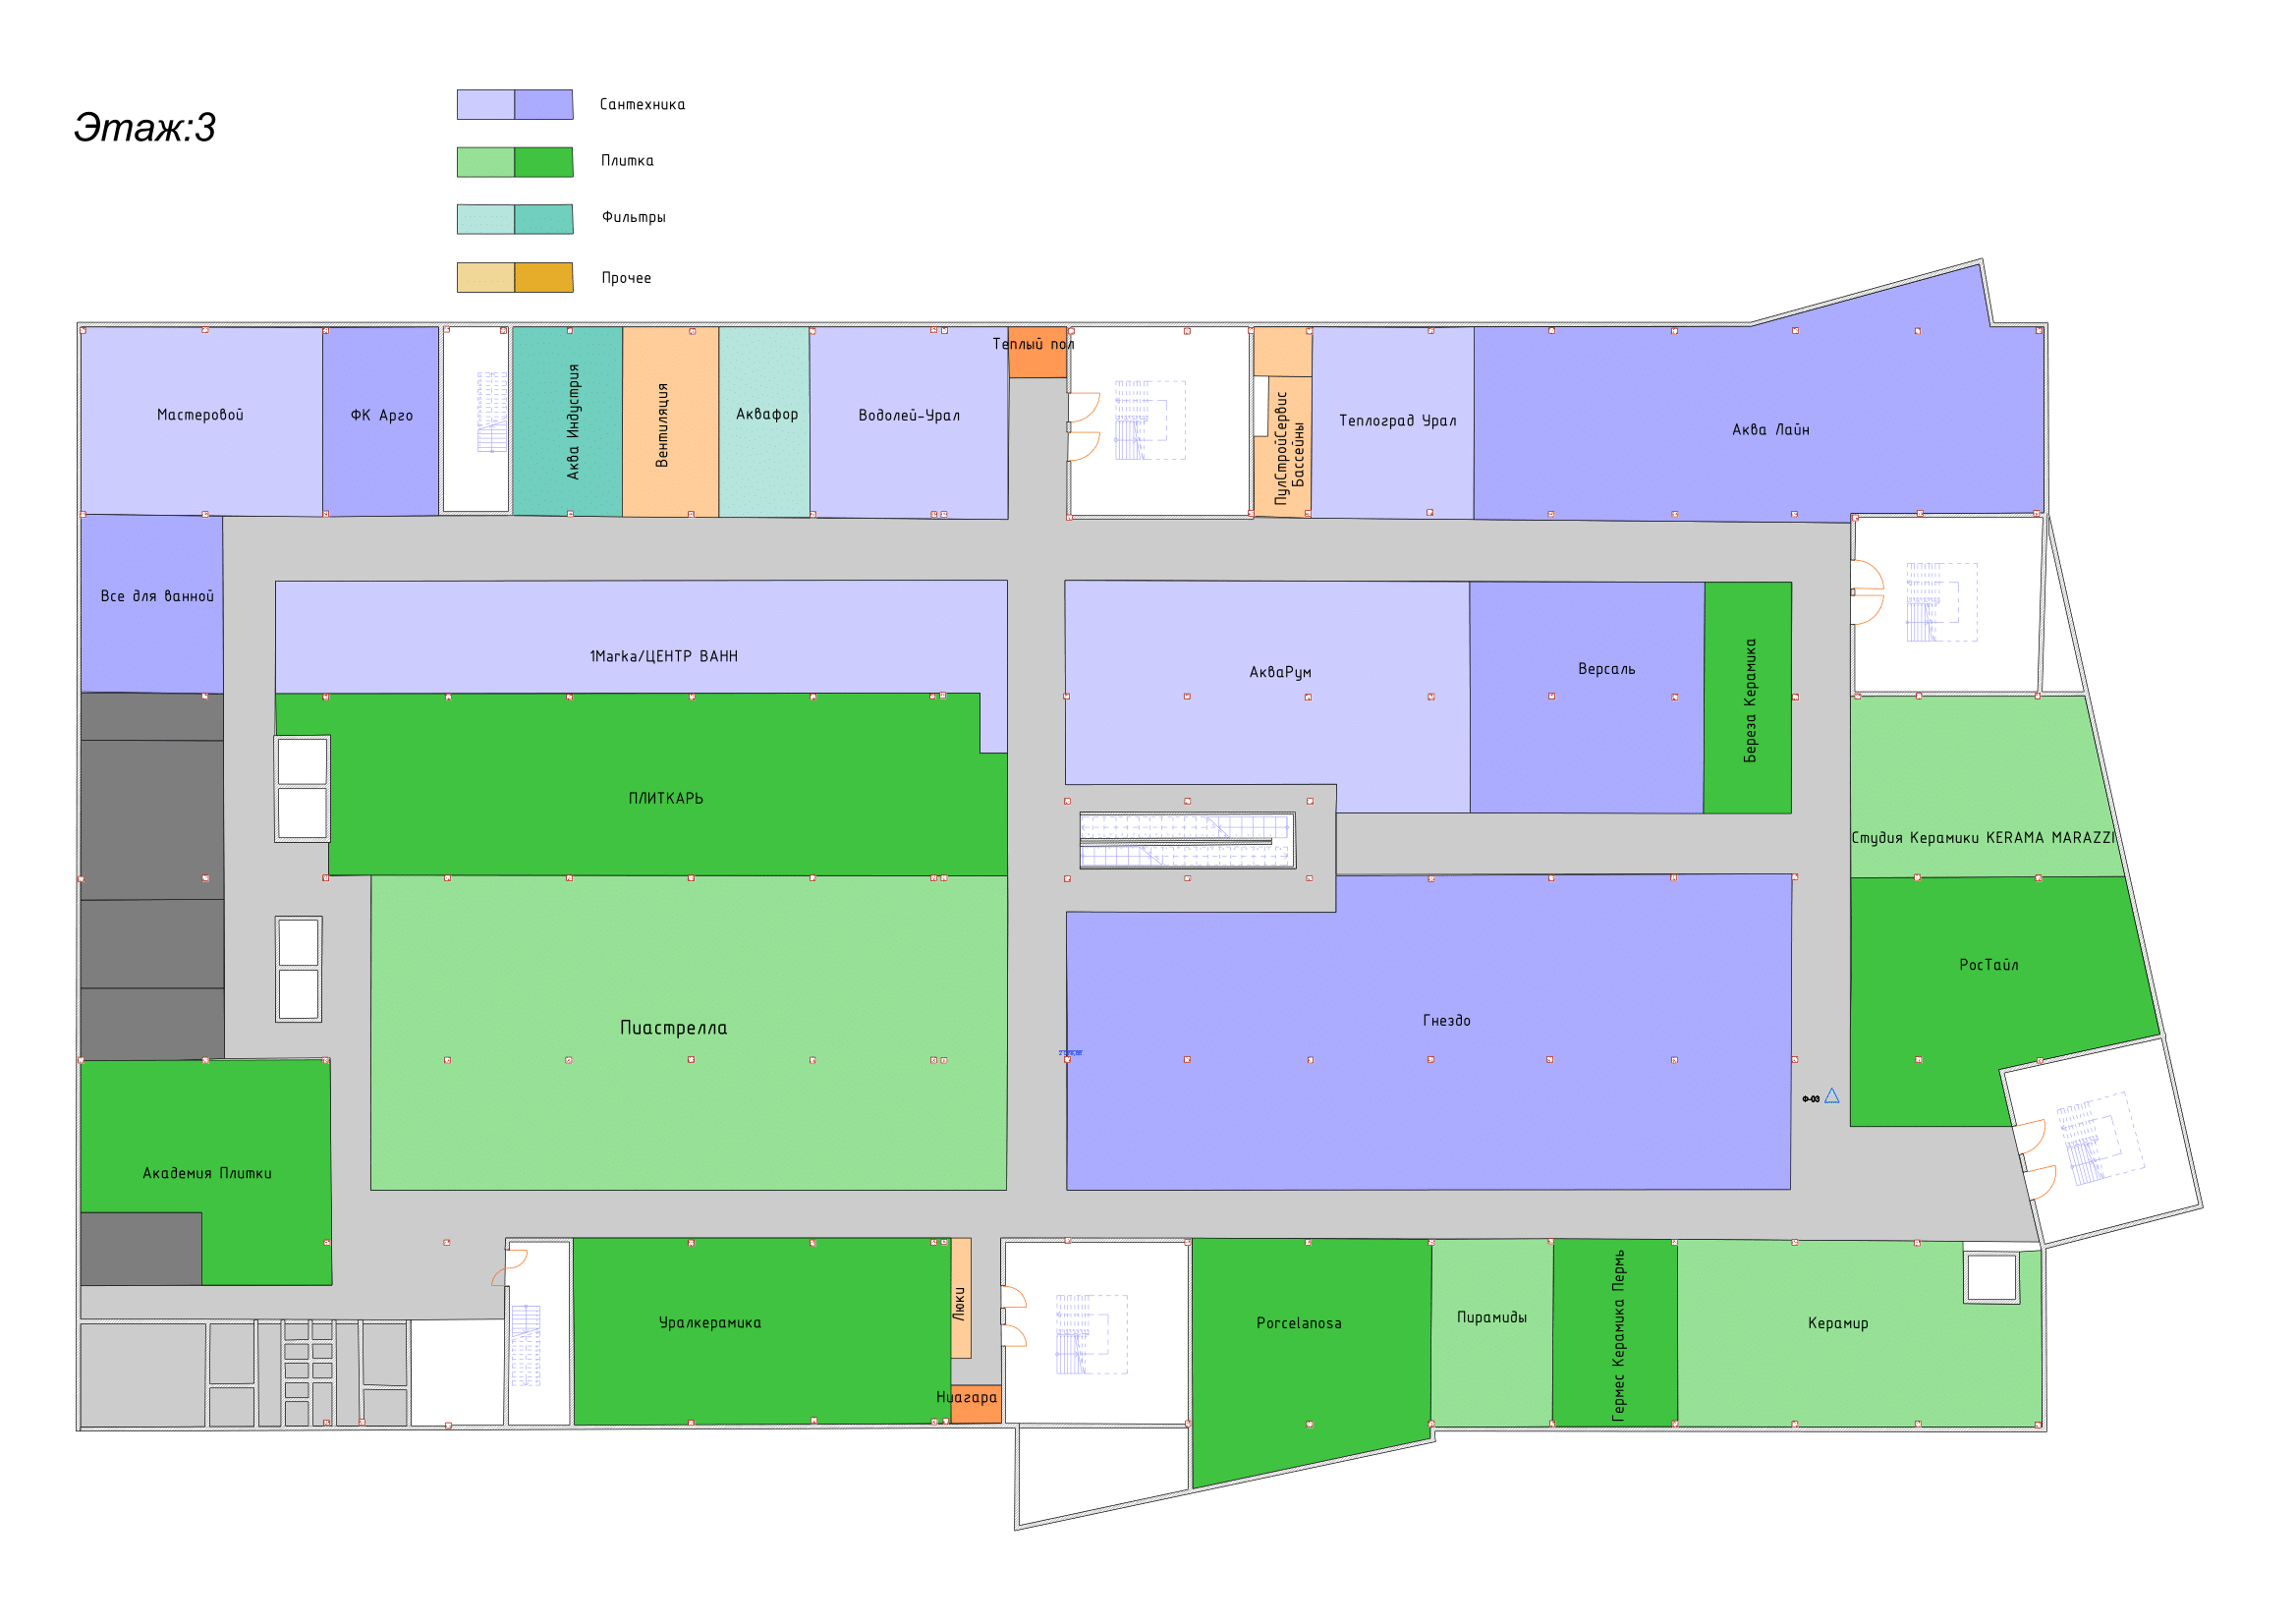 Этаж:3
Сантехника
Плитка
Фильтры
Прочее
Теплый пол
Мастеровой
ФК Арго
Аква Индустрия
Вентиляция
Аквафор
Водолей-Урал
ПулСтройСервис
Бассейны
Теплоград Урал
Аква Лайн
Все для ванной
1Marka/ЦЕНТР ВАНН
АкваРум
Версаль
Береза Керамика
ПЛИТКАРЬ
Студия Керамики KERAMA MARAZZI
РосТайл
Пиастрелла
Гнездо
Ф-03
Академия Плитки
Уралкерамика
Люки
Ниагара
Porcelanosa
Пирамиды
Гермес Керамика Пермь
Керамир